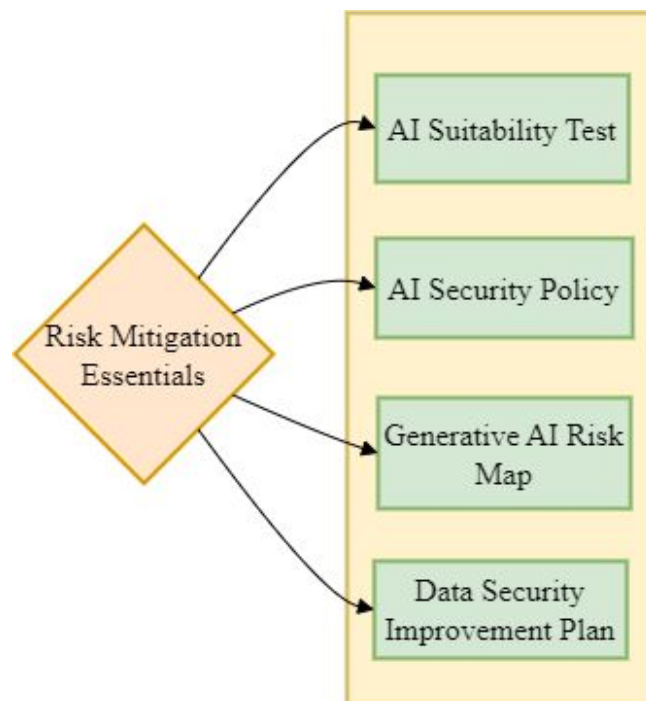 AI Suitability Test
AI Security Policy
Risk Mitigation
Essentials
Generative AI Risk
Map
Data Security
Improvement Plan